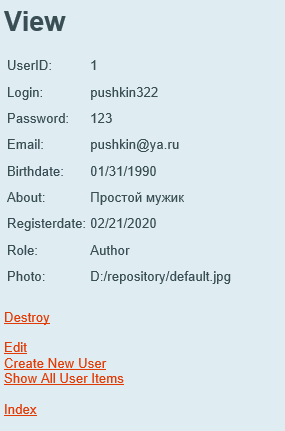 View
UserID: 1
Login: pushkin322
Password: 123
Email: pushkin@ya.ru
Birthdate: 01/31/1990
About: Простой мужик
Registerdate: 02/21/2020
Role: Author
Photo: D:/repository/default.jpg
Destroy
Edit
Create New User
Show All User Items
Index